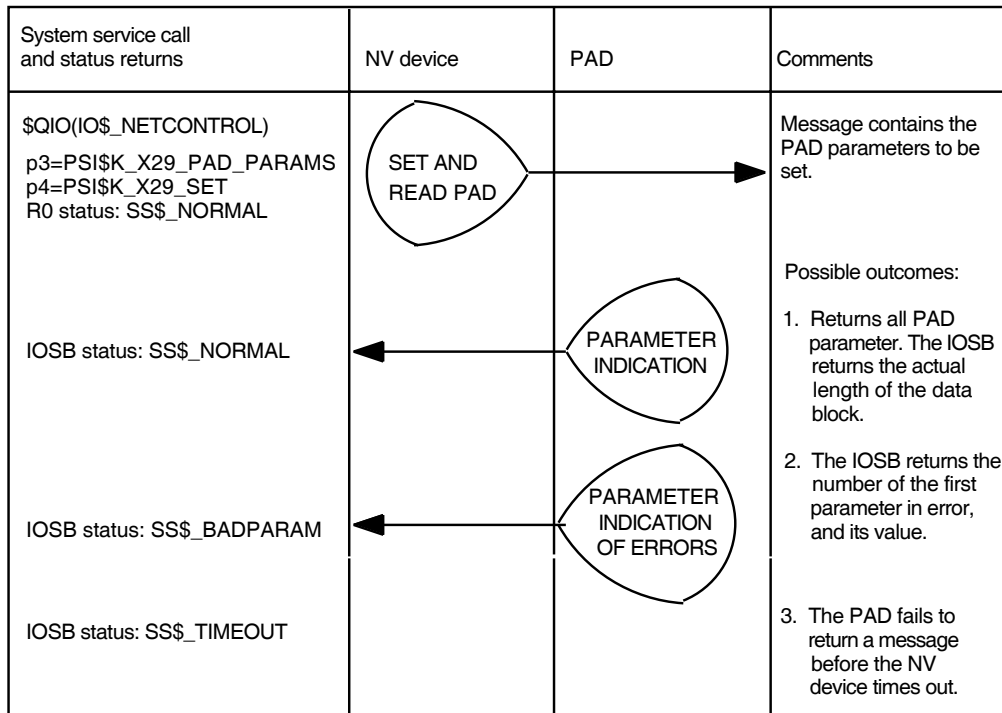 System service call
and status returns
NV device
PAD
Comments
$QIO(IO$_NETCONTROL)
p3=PSI$K_X29_PAD_PARAMS
p4=PSI$K_X29_SET
R0 status: SS$_NORMAL
SET AND
READ PAD
Message contains the
PAD parameters to be
set.
Possible outcomes:
IOSB status: SS$_NORMAL
PARAMETER
INDICATION
1. Returns all PAD
parameter. The IOSB
returns the actual
length of the data
block.
IOSB status: SS$_BADPARAM
PARAMETER
INDICATION
OF ERRORS
2. The IOSB returns the
number of the first
parameter in error,
and its value.
IOSB status: SS$_TIMEOUT
3. The PAD fails to
return a message
before the NV
device times out.